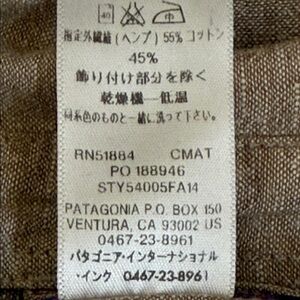 40
指定外繊維(ヘンプ) 55% コットン
45%
飾り付け部分を除く
乾燥機—低温
同系色のものと一緒に洗って下さい。
RN51884 CMAT
PO 188946
STY54005FA14
PATAGONIA P.O. BOX 150
VENTURA, CA 93002 US
0467-23-8961
パタゴニア・インターナショナル
・インク 0467-23-8961